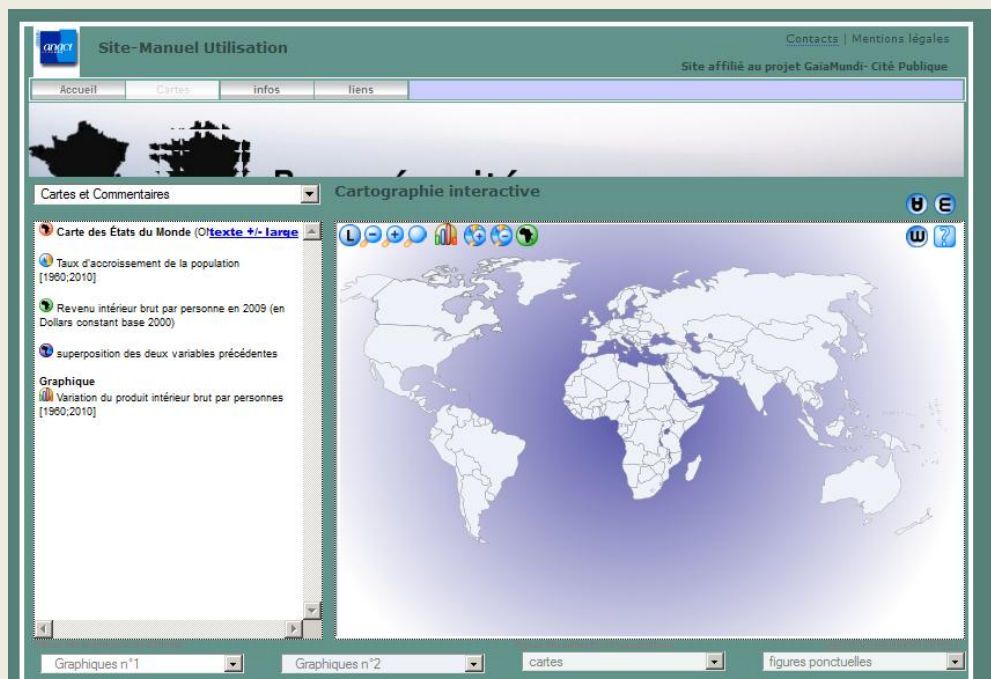 angci
Site-Manuel Utilisation
Contacts | Mentions légales
Site affilié au projet GaïaMundi- Cité Publique
Accueil
Cartes
infos
liens
Cartes et Commentaires
Cartographie interactive
Carte des États du Monde (O
texte +/- large
Taux d'accroissement de la population
[1960;2010]
Revenu intérieur brut par personne en 2009 (en
Dollars constant base 2000)
superposition des deux variables précédentes
Graphique
Variation du produit intérieur brut par personnes
[1960;2010]
L
E
W
?
Graphiques n°1
Graphiques n°2
cartes
figures ponctuelles